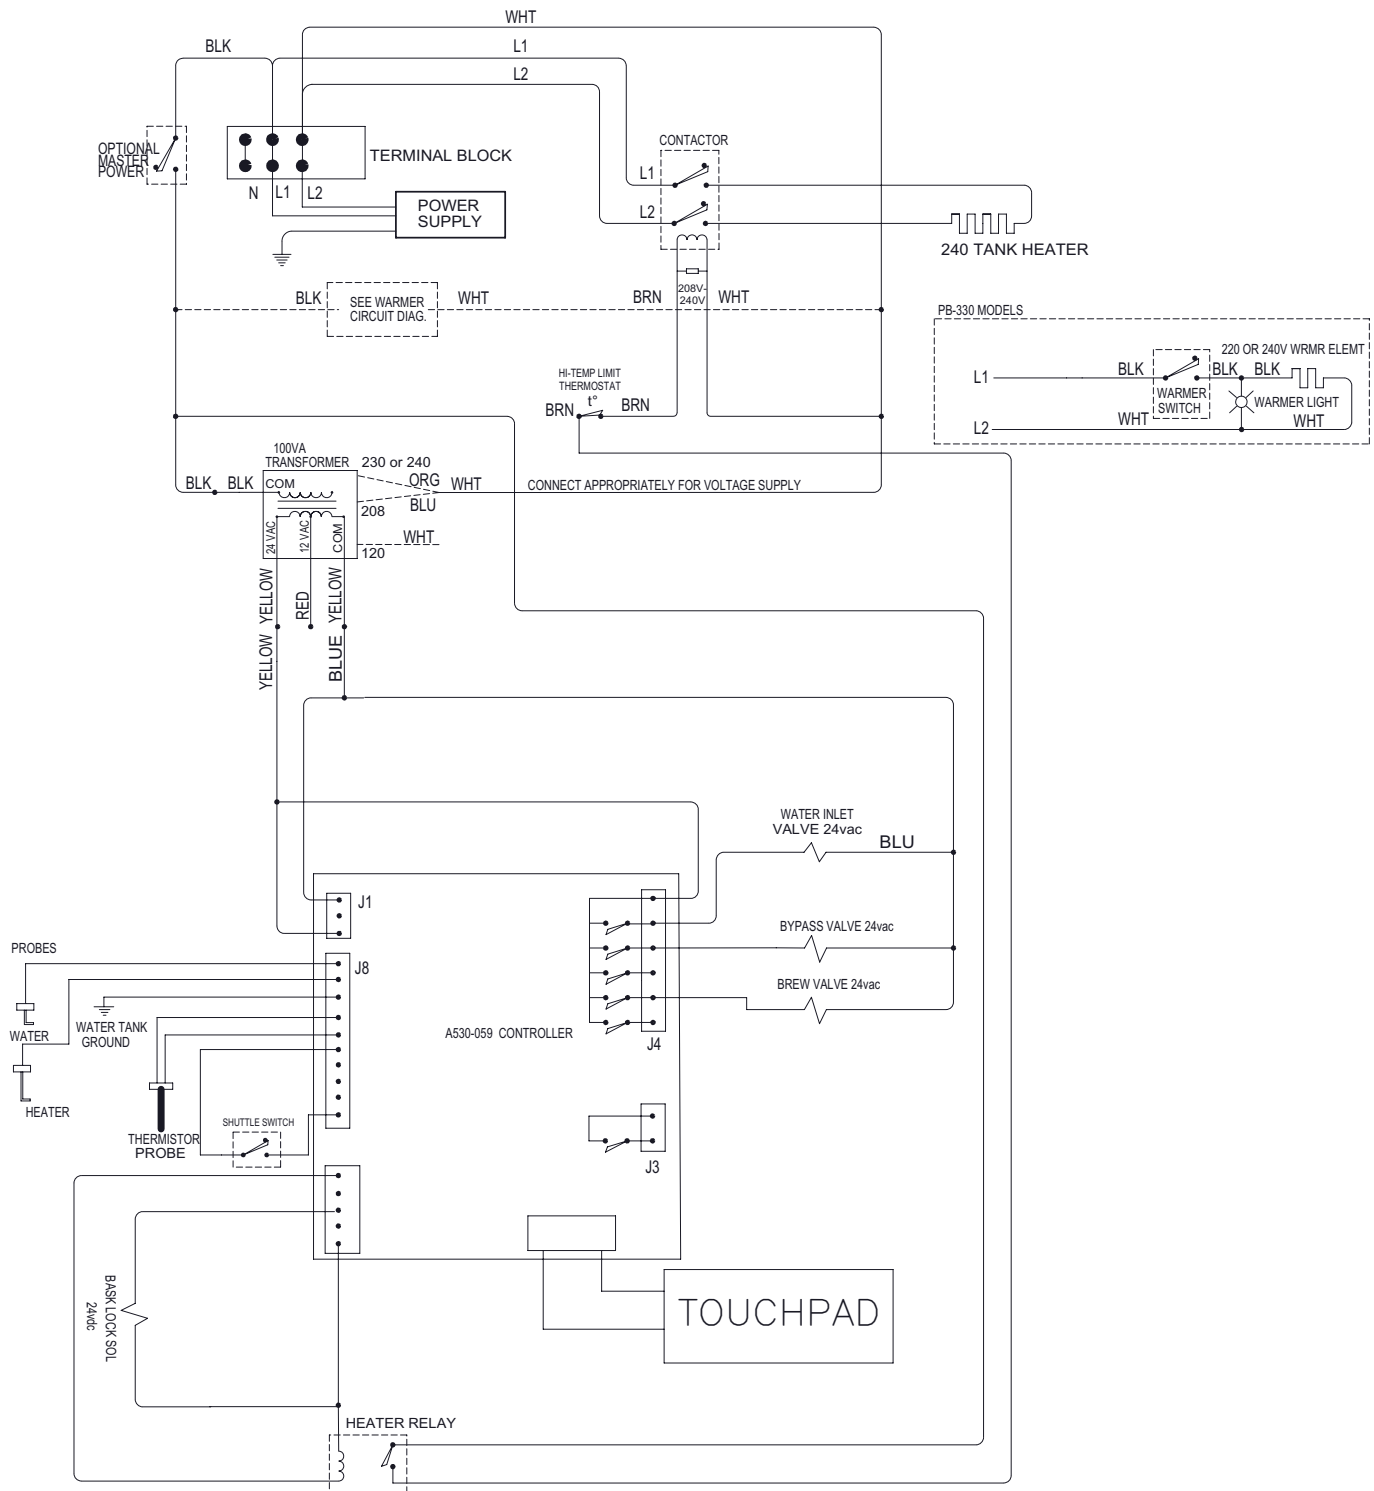 WHT
BLK
L1
L2
OPTIONAL
MASTER
POWER
TERMINAL BLOCK
N
L1
L2
POWER
SUPPLY
CONTACTOR
L1
L2
240 TANK HEATER
BLK
SEE WARMER
CIRCUIT DIAG.
WHT
BRN
208V-
240V
WHT
PB-330 MODELS
220 OR 240V WRMR ELEMT
L1
BLK
BLK
BLK
WARMER
SWITCH
WARMER LIGHT
L2
WHT
WHT
HI-TEMP LIMIT
THERMOSTAT
t°
BRN
BRN
100VA
TRANSFORMER
230 or 240
BLK
BLK
COM
ORG
WHT
CONNECT APPROPRIATELY FOR VOLTAGE SUPPLY
BLU
208
24 VAC
12 VAC
COM
WHT
120
YELLOW
RED
YELLOW
YELLOW
BLUE
WATER INLET
VALVE 24vac
BLU
J1
BYPASS VALVE 24vac
PROBES
J8
BREW VALVE 24vac
WATER
WATER TANK
GROUND
A530-059 CONTROLLER
J4
HEATER
SHUTTLE SWITCH
THERMISTOR
PROBE
J3
BASK LOCK SOL
24vdc
TOUCHPAD
HEATER RELAY